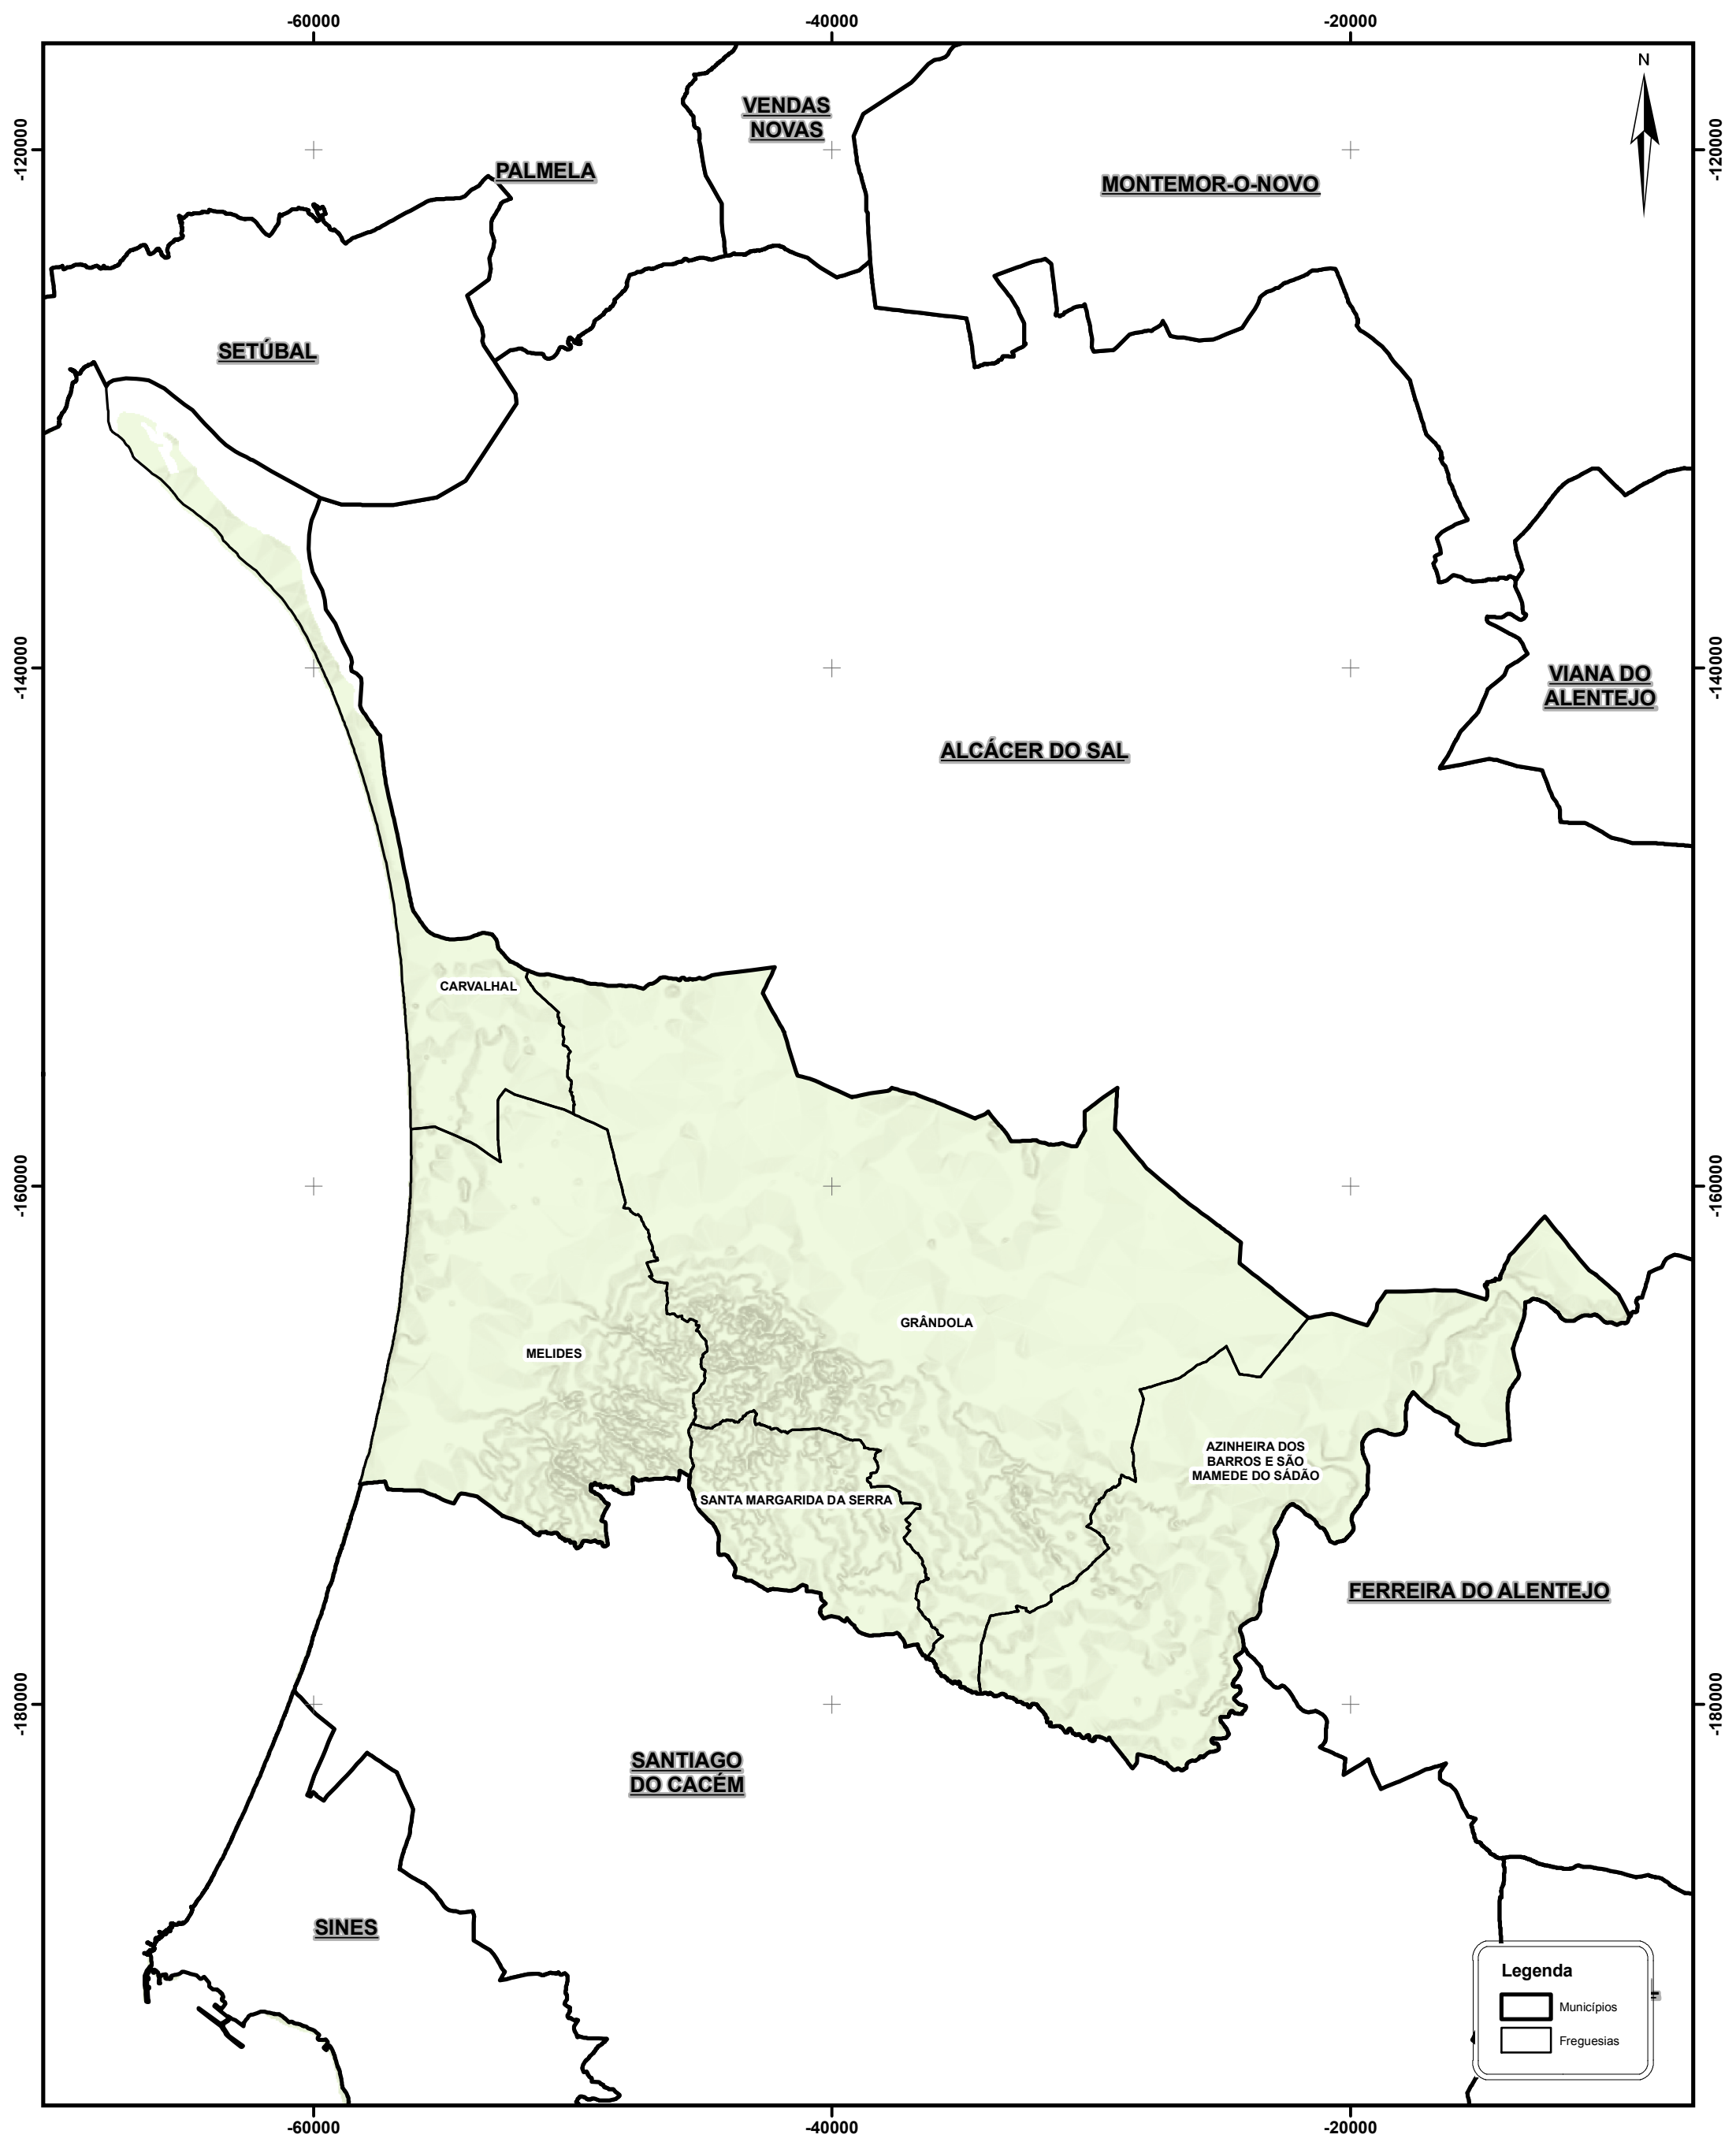 -60000
-40000
-20000
N
VENDAS
NOVAS
-120000
-120000
PALMELA
MONTEMOR-O-NOVO
SETÚBAL
-140000
-140000
VIANA DO
ALENTEJO
ALCÁCER DO SAL
CARVALHAL
-160000
-160000
GRÂNDOLA
MELIDES
AZINHEIRA DOS
BARROS E SÃO
MAMEDE DO SÁDÃO
SANTA MARGARIDA DA SERRA
FERREIRA DO ALENTEJO
-180000
-180000
SANTIAGO
DO CACÉM
SINES
Legenda
Municípios
Freguesias
-60000
-40000
-20000